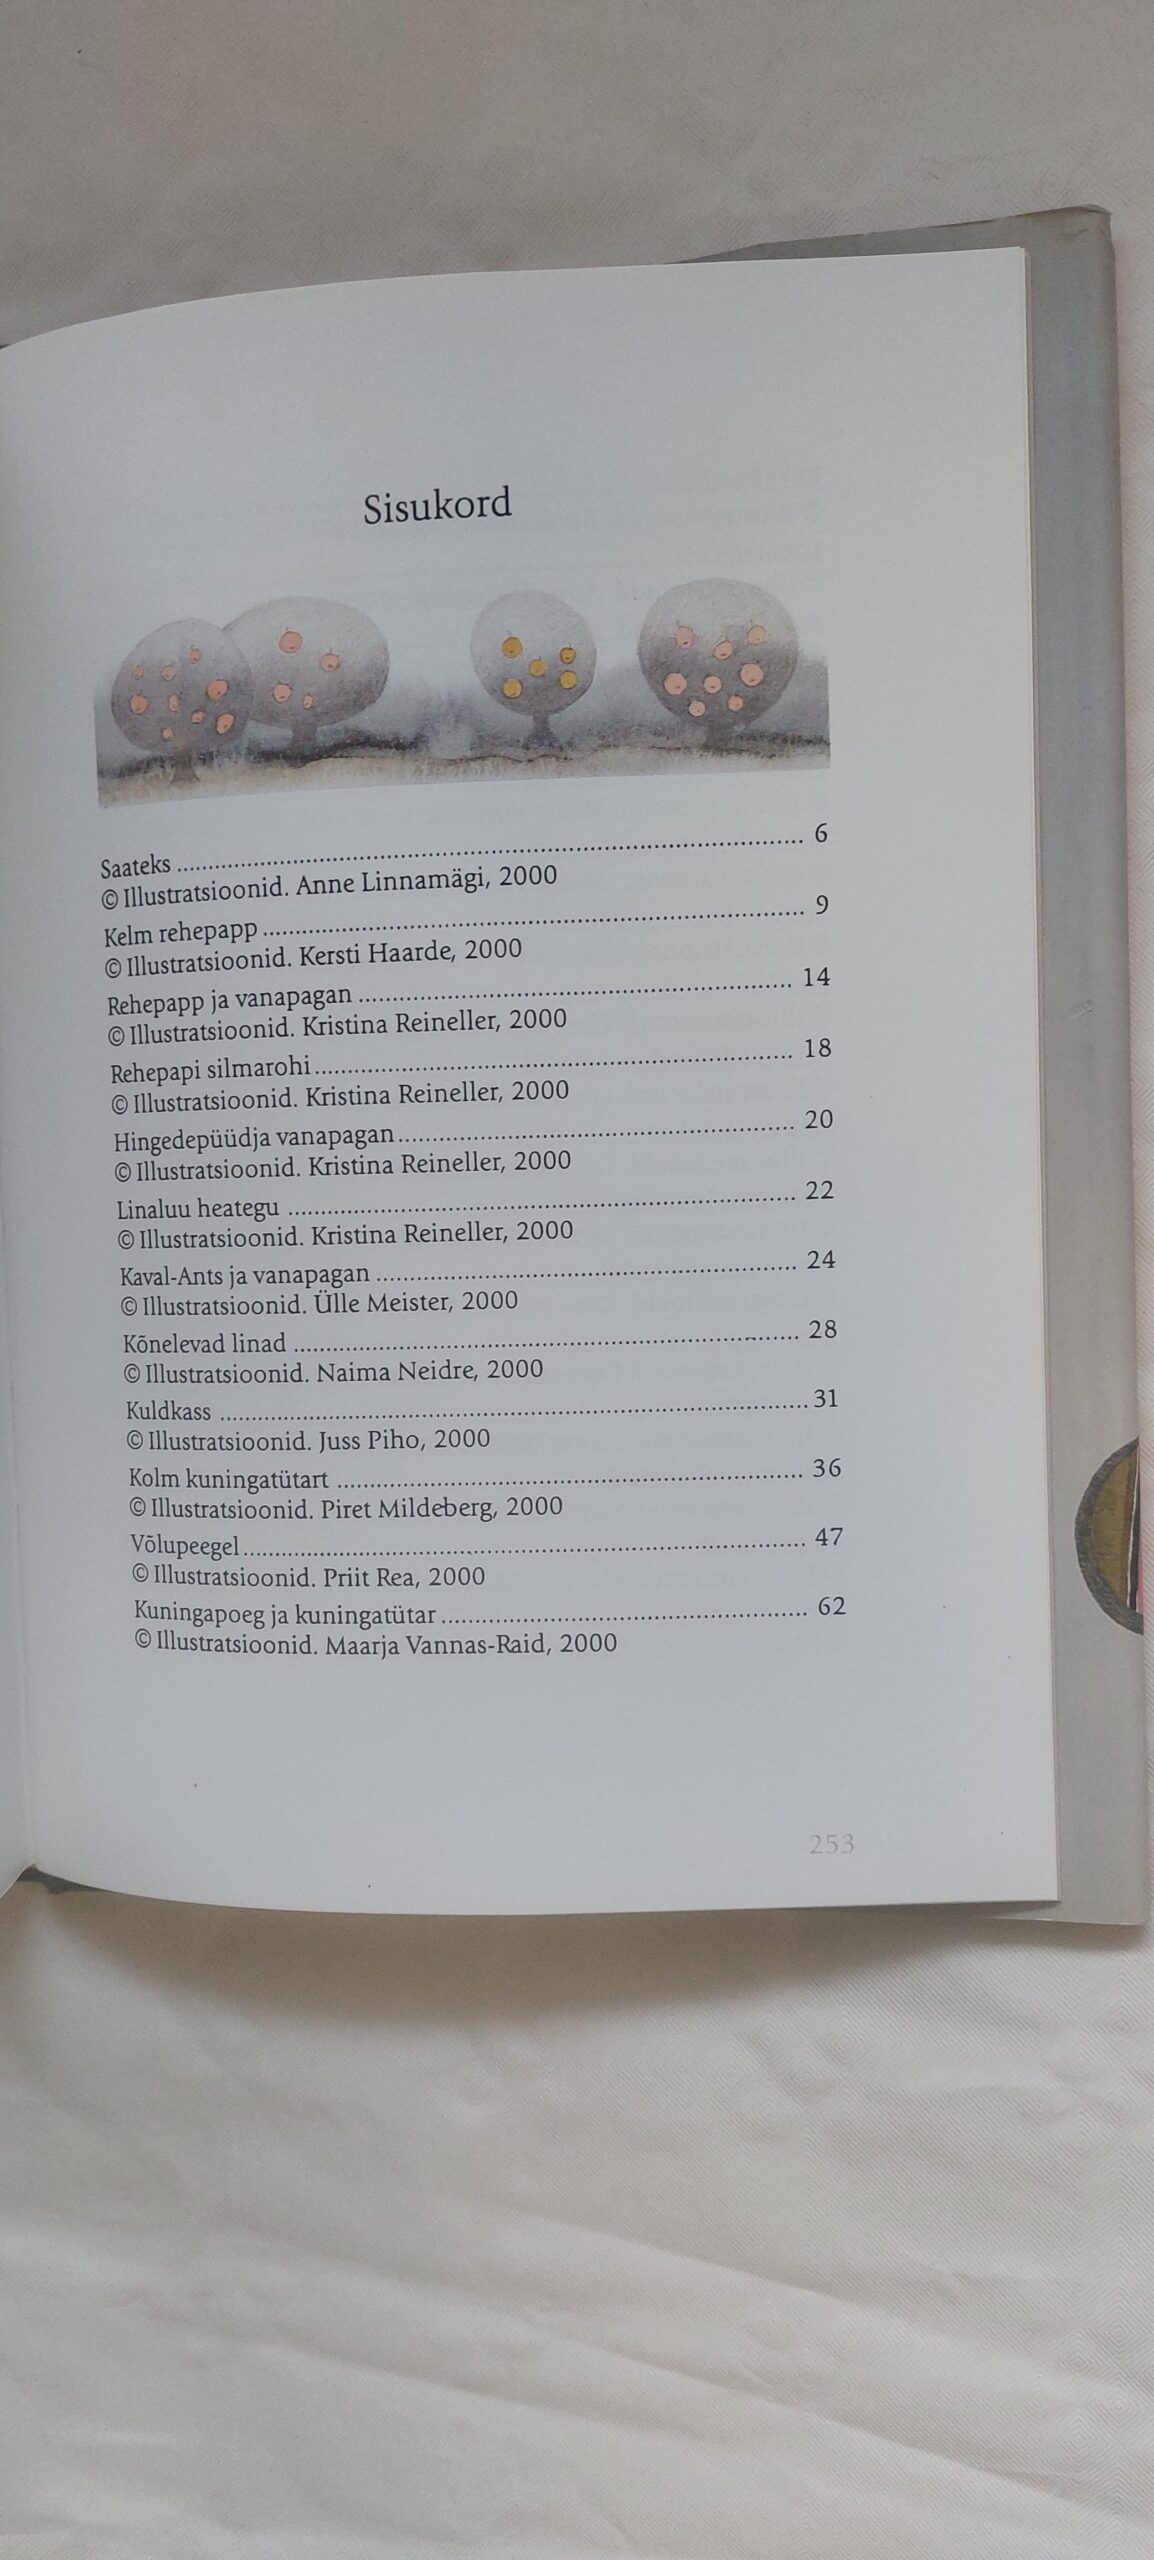 Sisukord
Saateks ........................................................ 6
© Illustratsioonid. Anne Linnamägi, 2000
Kelm rehepapp ........................................................ 9
© Illustratsioonid. Kersti Haarde, 2000
Rehepapp ja vanapagan ........................................................ 14
© Illustratsioonid. Kristina Reineller, 2000
Rehepapi silmarohi ........................................................ 18
© Illustratsioonid. Kristina Reineller, 2000
Hingedepüüdja vanapagan ........................................................ 20
© Illustratsioonid. Kristina Reineller, 2000
Linaluu heategu ........................................................ 22
© Illustratsioonid. Kristina Reineller, 2000
Kaval-Ants ja vanapagan ........................................................ 24
© Illustratsioonid. Ülle Meister, 2000
Kõnelevad linad ........................................................ 28
© Illustratsioonid. Naima Neidre, 2000
Kuldkass ........................................................ 31
© Illustratsioonid. Juss Piho, 2000
Kolm kuningatütart ........................................................ 36
© Illustratsioonid. Piret Mildeberg, 2000
Võlupeegel ........................................................ 47
© Illustratsioonid. Priit Rea, 2000
Kuningapoeg ja kuningatütar ........................................................ 62
© Illustratsioonid. Maarja Vannas-Raid, 2000
253